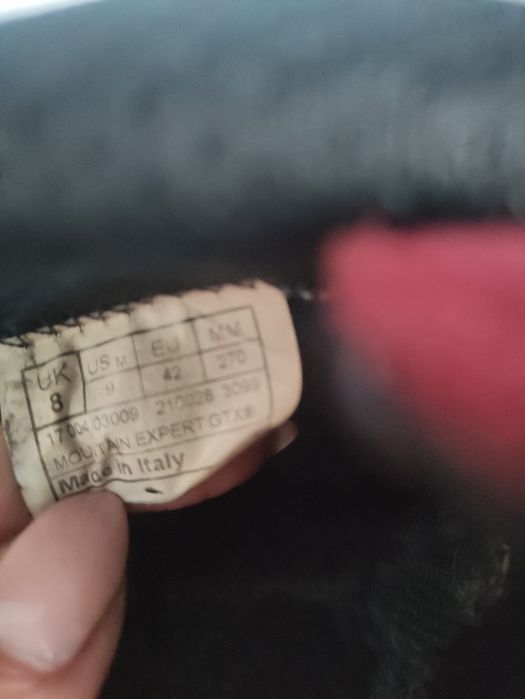 UK US M EU MM
8 9 42 270
17004 03009 210028 3099
MOUNTAIN EXPERT GTX®
Made in Italy